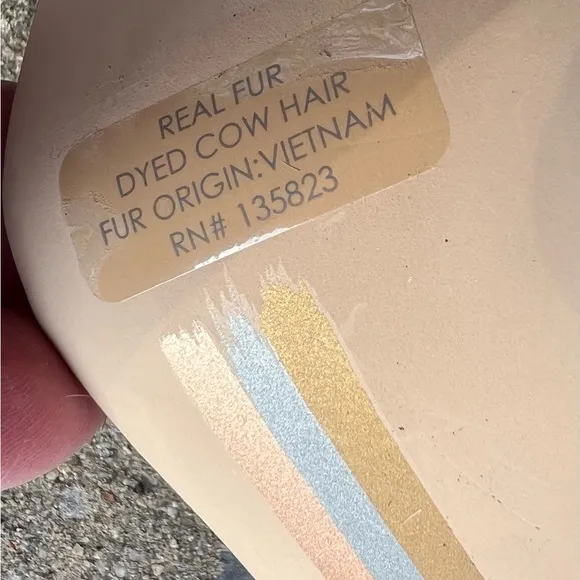 REAL FUR
DYED COW HAIR
FUR ORIGIN:VIETNAM
RN# 135823